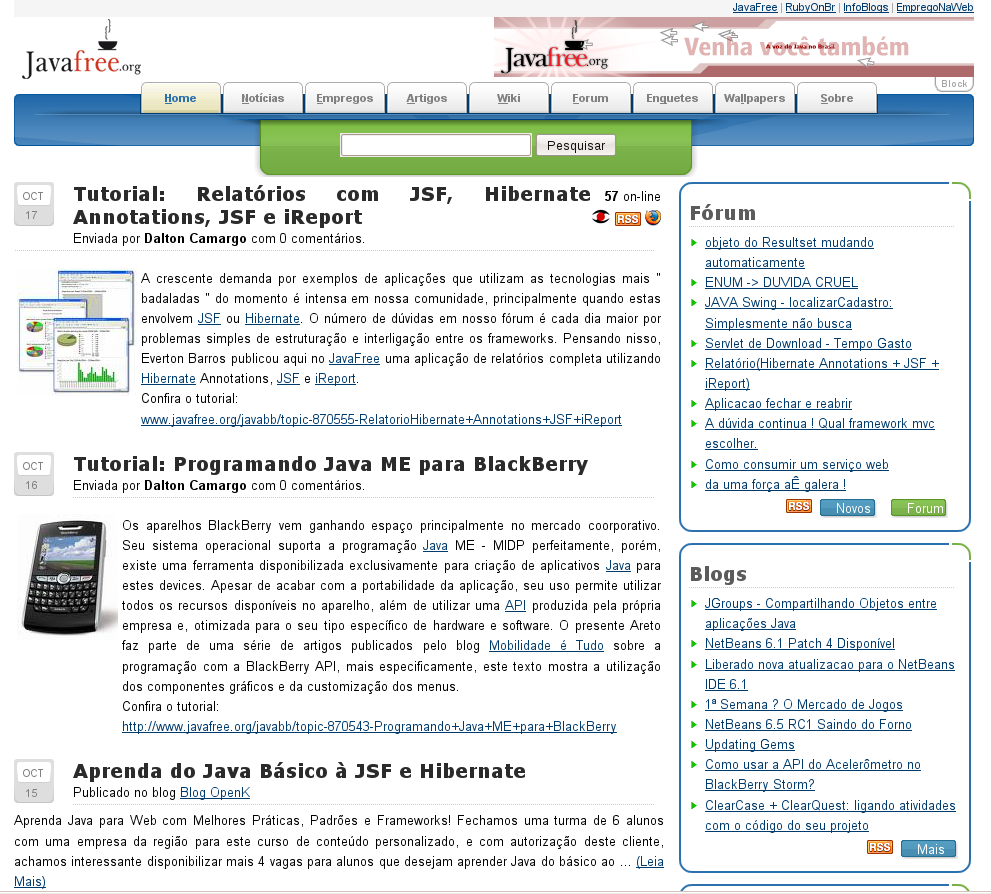 JavaFree | RubyOnBr | InfoBlogs | EmpregoNaWeb
Javafree.org
Javafree.org
Venha você também
A voz do Java no Brasil
Block
Home Notícias Empregos Artigos Wiki Forum Enguetes Wallpapers Sobre
Pesquisar
OCT
17
Tutorial: Relatórios com JSF, Hibernate
Annotations, JSF e iReport
57 on-line
RSS
Enviada por Dalton Camargo com 0 comentários.
A crescente demanda por exemplos de aplicações que utilizam as tecnologias mais "
badaladas " do momento é intensa em nossa comunidade, principalmente quando estas
envolvem JSF ou Hibernate. O número de dúvidas em nosso fórum é cada dia maior por
problemas simples de estruturação e interligação entre os frameworks. Pensando nisso,
Everton Barros publicou aqui no JavaFree uma aplicação de relatórios completa utilizando
Hibernate Annotations, JSF e iReport.
Confira o tutorial:
www.javafree.org/javabb/topic-870555-RelatorioHibernate+Annotations+JSF+iReport
OCT
16
Tutorial: Programando Java ME para BlackBerry
Enviada por Dalton Camargo com 0 comentários.
Os aparelhos BlackBerry vem ganhando espaço principalmente no mercado coorporativo.
Seu sistema operacional suporta a programação Java ME - MIDP perfeitamente, porém,
existe uma ferramenta disponibilizada exclusivamente para criação de aplicativos Java para
estes devices. Apesar de acabar com a portabilidade da aplicação, seu uso permite utilizar
todos os recursos disponíveis no aparelho, além de utilizar uma API produzida pela própria
empresa e, otimizada para o seu tipo específico de hardware e software. O presente Areto
faz parte de uma série de artigos publicados pelo blog Mobilidade é Tudo sobre a
programação com a BlackBerry API, mais especificamente, este texto mostra a utilização
dos componentes gráficos e da customização dos menus.
Confira o tutorial:
http://www.javafree.org/javabb/topic-870543-Programando+Java+ME+para+BlackBerry
OCT
15
Aprenda do Java Básico à JSF e Hibernate
Publicado no blog Blog OpenK
Aprenda Java para Web com Melhores Práticas, Padrões e Frameworks! Fechamos uma turma de 6 alunos
com uma empresa da região para este curso de conteúdo personalizado, e com autorização deste cliente,
achamos interessante disponibilizar mais 4 vagas para alunos que desejam aprender Java do básico ao ... (Leia
Mais)
Fórum
objeto do Resultset mudando
automaticamente
ENUM -> DUVIDA CRUEL
JAVA Swing - localizarCadastro:
Simplesmente não busca
Servlet de Download - Tempo Gasto
Relatório(Hibernate Annotations + JSF +
iReport)
Aplicacao fechar e reabrir
A dúvida continua ! Qual framework mvc
escolher.
Como consumir um serviço web
da uma força aÊ galera !
RSS Novos Forum
Blogs
JGroups - Compartilhando Objetos entre
aplicações Java
NetBeans 6.1 Patch 4 Disponível
Liberado nova atualizacao para o NetBeans
IDE 6.1
1ª Semana ? O Mercado de Jogos
NetBeans 6.5 RC1 Saindo do Forno
Updating Gems
Como usar a API do Acelerômetro no
BlackBerry Storm?
ClearCase + ClearQuest: ligando atividades
com o código do seu projeto
RSS Mais